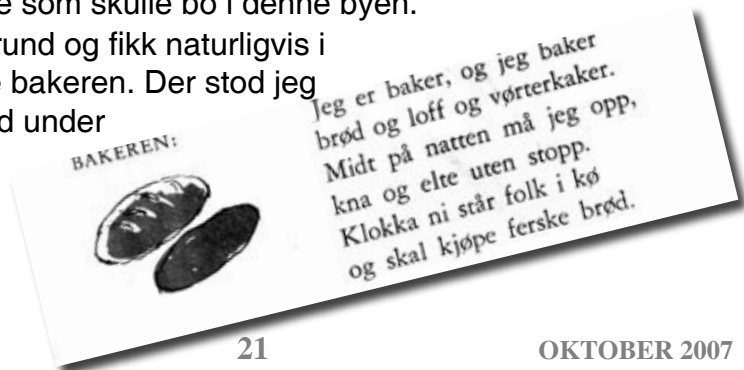 e som skulle bo i denne byen.
rund og fikk naturligvis i
e bakeren. Der stod jeg
d under
BAKEREN:
Jeg er baker, og jeg baker
brød og loff og vørterkaker.
Midt på natten må jeg opp,
kna og elte uten stopp.
Klokka ni står folk i kø
og skal kjøpe ferske brød.
21
OKTOBER 2007